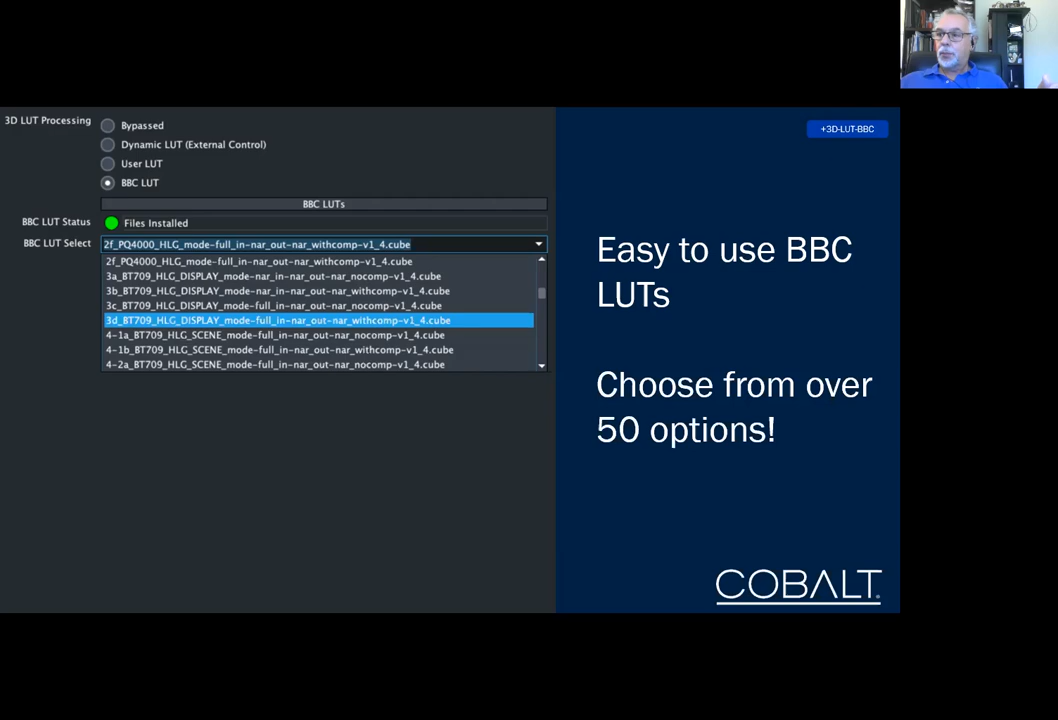 3D LUT Processing
Bypassed
Dynamic LUT (External Control)
User LUT
BBC LUT
BBC LUTs
BBC LUT Status
Files Installed
BBC LUT Select
2f_PQ4000_HLG_mode-full_in-nar_out-nar_withcomp-v1_4.cube
2f_PQ4000_HLG_mode-full_in-nar_out-nar_withcomp-v1_4.cube
3a_BT709_HLG_DISPLAY_mode-nar_in-nar_out-nar_nocomp-v1_4.cube
3b_BT709_HLG_DISPLAY_mode-nar_in-nar_out-nar_withcomp-v1_4.cube
3c_BT709_HLG_DISPLAY_mode-full_in-nar_out-nar_nocomp-v1_4.cube
3d_BT709_HLG_DISPLAY_mode-full_in-nar_out-nar_withcomp-v1_4.cube
4-1a_BT709_HLG_SCENE_mode-full_in-nar_out-nar_nocomp-v1_4.cube
4-1b_BT709_HLG_SCENE_mode-full_in-nar_out-nar_withcomp-v1_4.cube
4-2a_BT709_HLG_SCENE_mode-full_in-nar_out-nar_nocomp-v1_4.cube
+3D-LUT-BBC
Easy to use BBC
LUTs
Choose from over
50 options!
COBALT